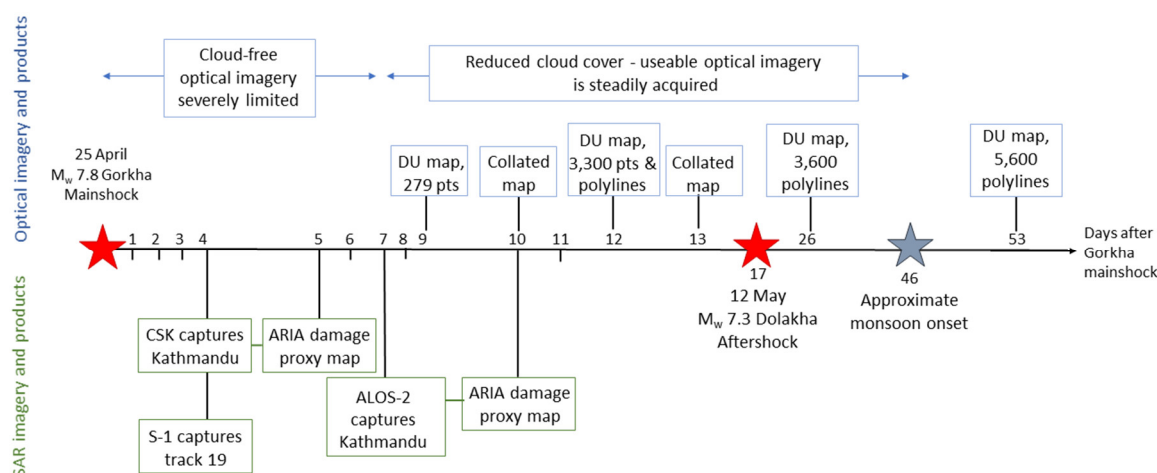 Optical imagery and products
SAR imagery and products
Cloud-free
optical imagery
severely limited
Reduced cloud cover - useable optical imagery
is steadily acquired
25 April
Mw 7.8 Gorkha
Mainshock
DU map,
279 pts
Collated
map
DU map,
3,300 pts &
polylines
Collated
map
DU map,
3,600
polylines
DU map,
5,600
polylines
1 2 3 4 5 6 7 8 9 10 11 12 13 26 53
Days after
Gorkha
mainshock
17
12 May
Mw 7.3 Dolakha
Aftershock
46
Approximate
monsoon onset
CSK captures
Kathmandu
ARIA damage
proxy map
S-1 captures
track 19
ALOS-2
captures
Kathmandu
ARIA damage
proxy map